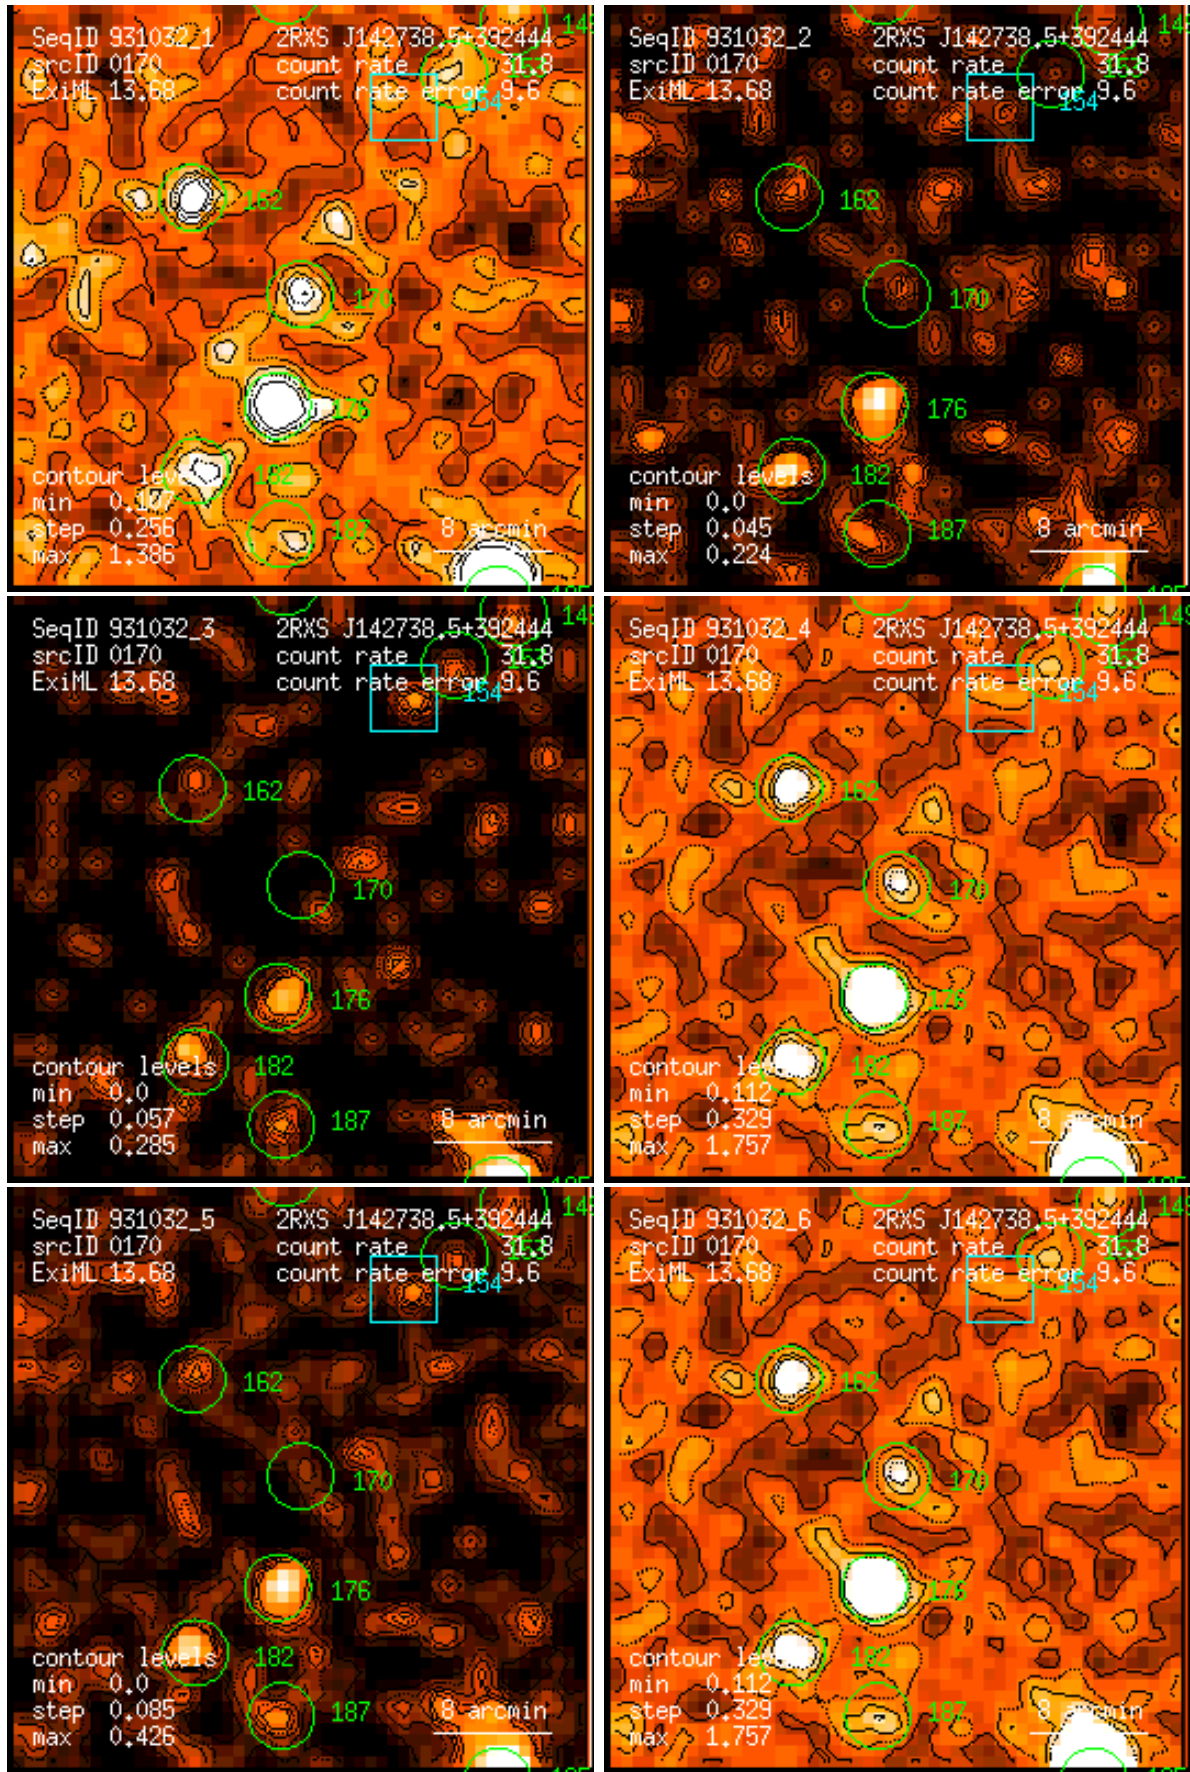 149
SeqID 931032_1 2RXS J142738.5+392444
srcID 0170 count rate 31.8
ExiML 13.68 count rate error 9.6
154
162
170
176
contour levels 182
min 0.107
step 0.256 187 8 arcmin
max 1.386
SeqID 931032_2 2RXS J142738.5+392444
srcID 0170 count rate 31.8
ExiML 13.68 count rate error 9.6
154
162
170
176
contour levels 182
min 0.0
step 0.045 187 8 arcmin
max 0.224
149
SeqID 931032_3 2RXS J142738.5+392444
srcID 0170 count rate 31.8
ExiML 13.68 count rate error 9.6
154
162
170
176
contour levels 182
min 0.0
step 0.057 187 8 arcmin
max 0.285
SeqID 931032_4 2RXS J142738.5+392444
srcID 0170 count rate 31.8
ExiML 13.68 count rate error 9.6
154
162
170
176
contour levels 182
min 0.112
step 0.329 187 8 arcmin
max 1.757
149
SeqID 931032_5 2RXS J142738.5+392444
srcID 0170 count rate 31.8
ExiML 13.68 count rate error 9.6
154
162
170
176
contour levels 182
min 0.0
step 0.085 187 8 arcmin
max 0.426
SeqID 931032_6 2RXS J142738.5+392444
srcID 0170 count rate 31.8
ExiML 13.68 count rate error 9.6
154
162
170
176
contour levels 182
min 0.112
step 0.329 187 8 arcmin
max 1.757